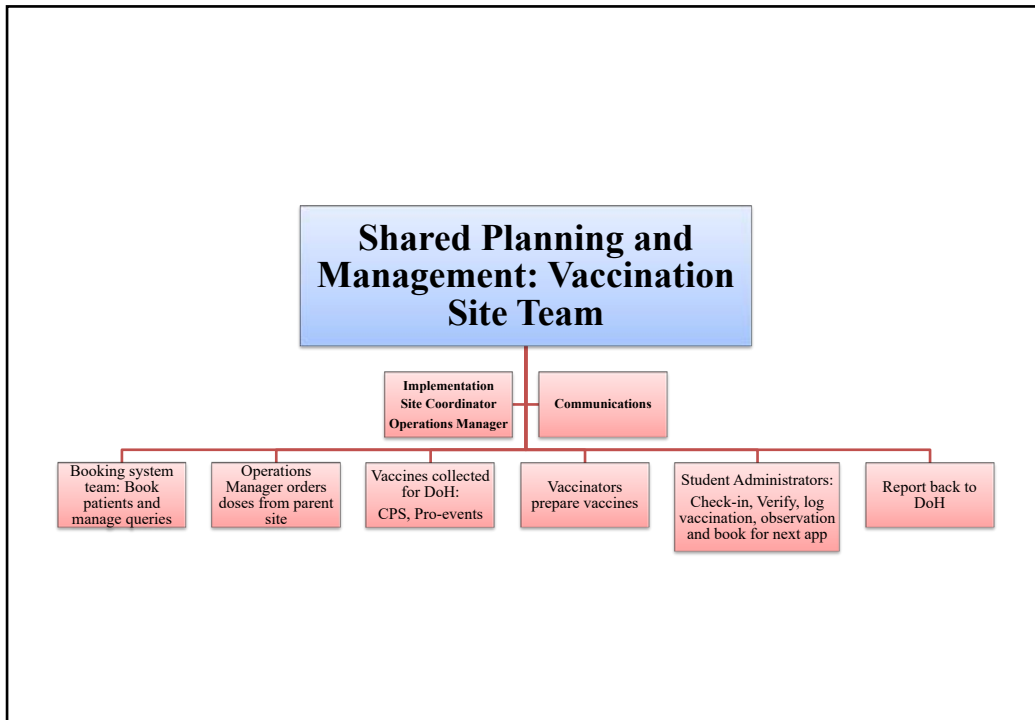 Shared Planning and
Management: Vaccination
Site Team
Implementation
Site Coordinator
Operations Manager
Communications
Booking system
team: Book
patients and
manage queries
Operations
Manager orders
doses from parent
site
Vaccines collected
for DoH:
CPS, Pro-events
Vaccinators
prepare vaccines
Student Administrators:
Check-in, Verify, log
vaccination, observation
and book for next app
Report back to
DoH